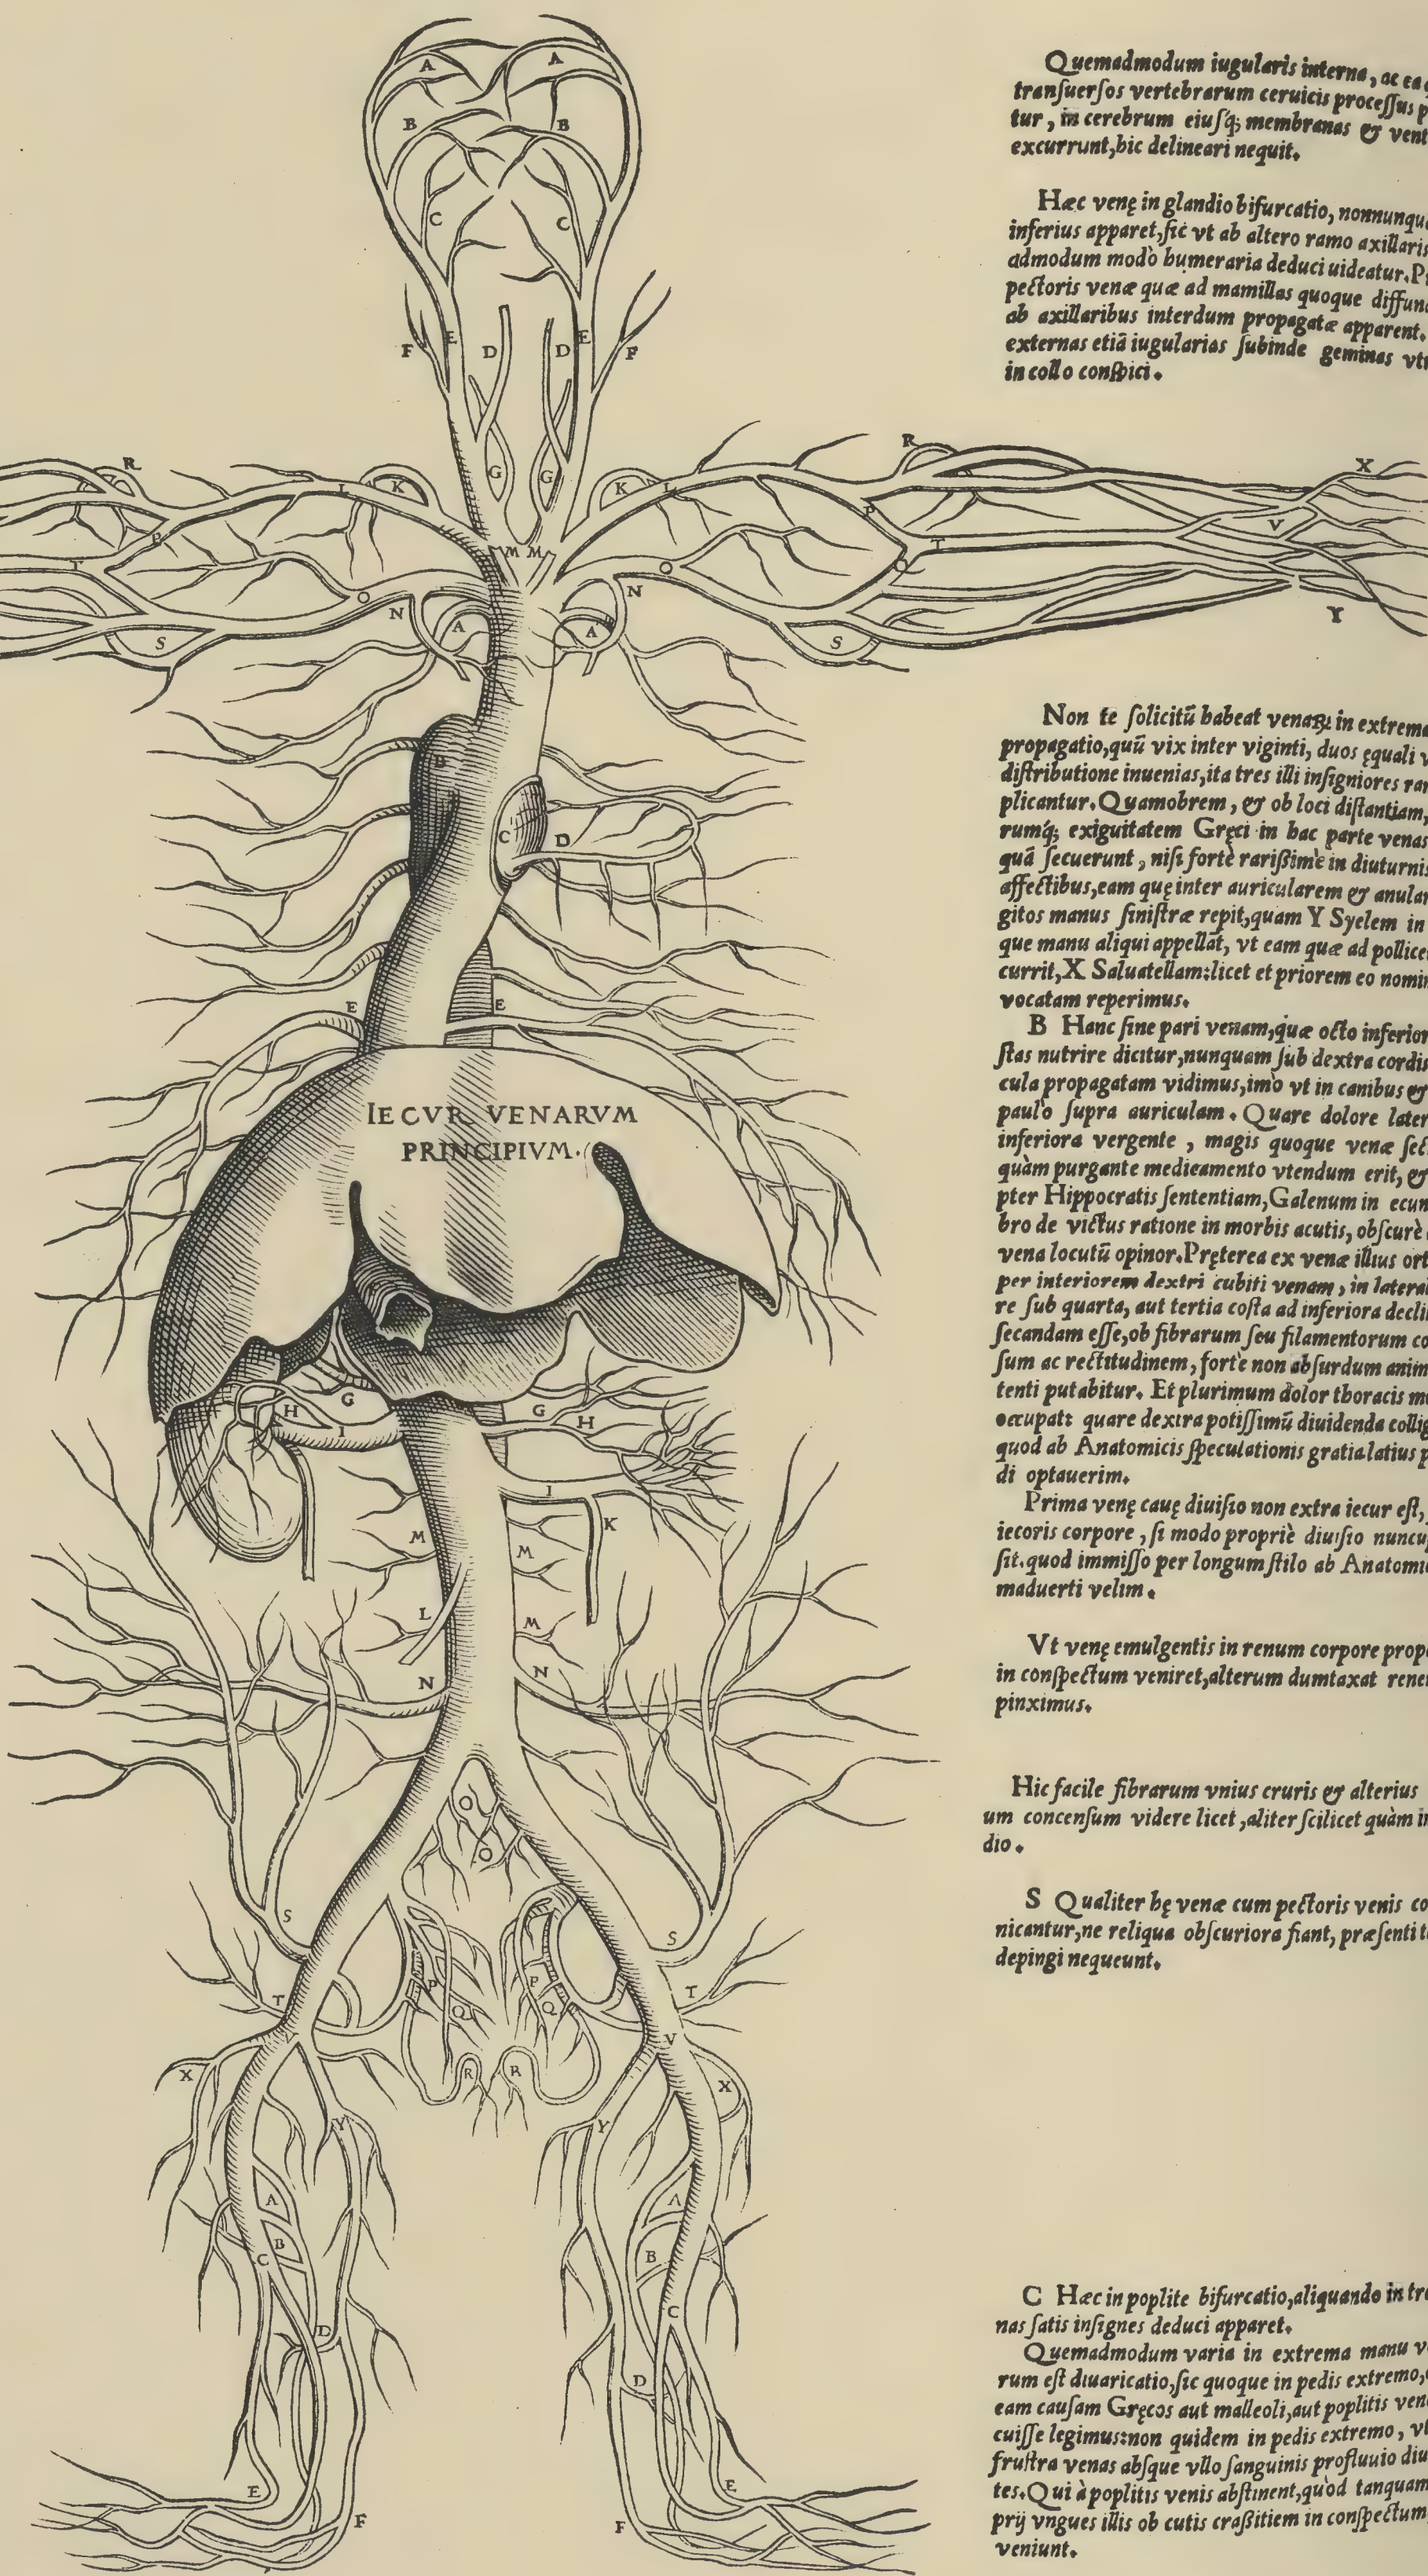 A A
B B
C C
F E D D E F
G G
R K I I K R X
P M M P V
T O N N O O T
S A A S Y
B
C D
E E
IECVR VENARVM
PRINCIPIVM.
G G
H I H
I K
M M
L M
N N
O
O
S S
T P P T
Q Q
V V
X R R X
Y Y
A A
B B
C C
D D
E E
F F
Quemadmodum iugularis interna, ac ea q
tranſuerſos vertebrarum ceruicis proceſſus p
tur, in cerebrum eiuſq; membranas & vent
excurrunt, hic delineari nequit.
Hæc venę in glandio bifurcatio, nonnunqu
inferius apparet, ſic vt ab altero ramo axillaris
admodum modò humeraria deduci uideatur. P
pectoris venæ quæ ad mamillas quoque diffun
ab axillaribus interdum propagatæ apparent.
externas etiā iugularias ſubinde geminas vt
in collo conſpici.
Non te ſolicitū habeat venaꝝ in extrema
propagatio, quū vix inter viginti, duos ęquali v
diſtributione inuenias, ita tres illi inſigniores ra
plicantur. Quamobrem, & ob loci diſtantiam,
rumq́; exiguitatem Gręci in hac parte venas
quā ſecuerunt, niſi fortè rarißimè in diuturnis
affectibus, eam quę inter auricularem & anular
gitos manus ſiniſtræ repit, quam Y Syelem in
que manu aliqui appellāt, vt eam quæ ad pollice
currit, X Saluatellam: licet et priorem eo nomin
vocatam reperimus.
B Hanc ſine pari venam, quæ octo inferior
ſtas nutrire dicitur, nunquam ſub dextra cordis
cula propagatam vidimus, imò vt in canibus &
paulò ſupra auriculam. Quare dolore later
inferiora vergente, magis quoque venæ ſect
quàm purgante medicamento vtendum erit, &
pter Hippocratis ſententiam, Galenum in ecun
bro de victus ratione in morbis acutis, obſcurè
vena locutū opinor. Pręterea ex venæ illius ort
per interiorem dextri cubiti venam, in latera
re ſub quarta, aut tertia coſta ad inferiora decli
ſecandam eſſe, ob fibrarum ſeu filamentorum co
ſum ac rectitudinem, fortè non abſurdum anim
tenti putabitur. Et plurimum dolor thoracis m
occupat: quare dextra potiſſimū diuidenda collig
quod ab Anatomicis ſpeculationis gratia latius p
di optauerim.
Prima venę cauę diuiſio non extra iecur eſt,
iecoris corpore, ſi modo propriè diuiſio nuncu
ſit. quod immiſſo per longum ſtilo ab Anatomi
maduerti velim.
Vt venę emulgentis in renum corpore prop
in conſpectum veniret, alterum dumtaxat rene
pinximus.
Hic facile fibrarum vnius cruris & alterius
um concenſum videre licet, aliter ſcilicet quàm in
dio.
S Qualiter hę venæ cum pectoris venis co
nicantur, ne reliqua obſcuriora fiant, præſenti t
depingi nequeunt.
C Hæc in poplite bifurcatio, aliquando in tr
nas ſatis inſignes deduci apparet.
Quemadmodum varia in extrema manu v
rum eſt diuaricatio, ſic quoque in pedis extremo,
eam cauſam Gręcos aut malleoli, aut poplitis ven
cuiſſe legimus: non quidem in pedis extremo, vb
fruſtra venas abſque vllo ſanguinis profluuio diu
tes. Qui à poplitis venis abſtinent, quòd tanquam
prij vngues illis ob cutis craßitiem in conſpectum
veniunt.